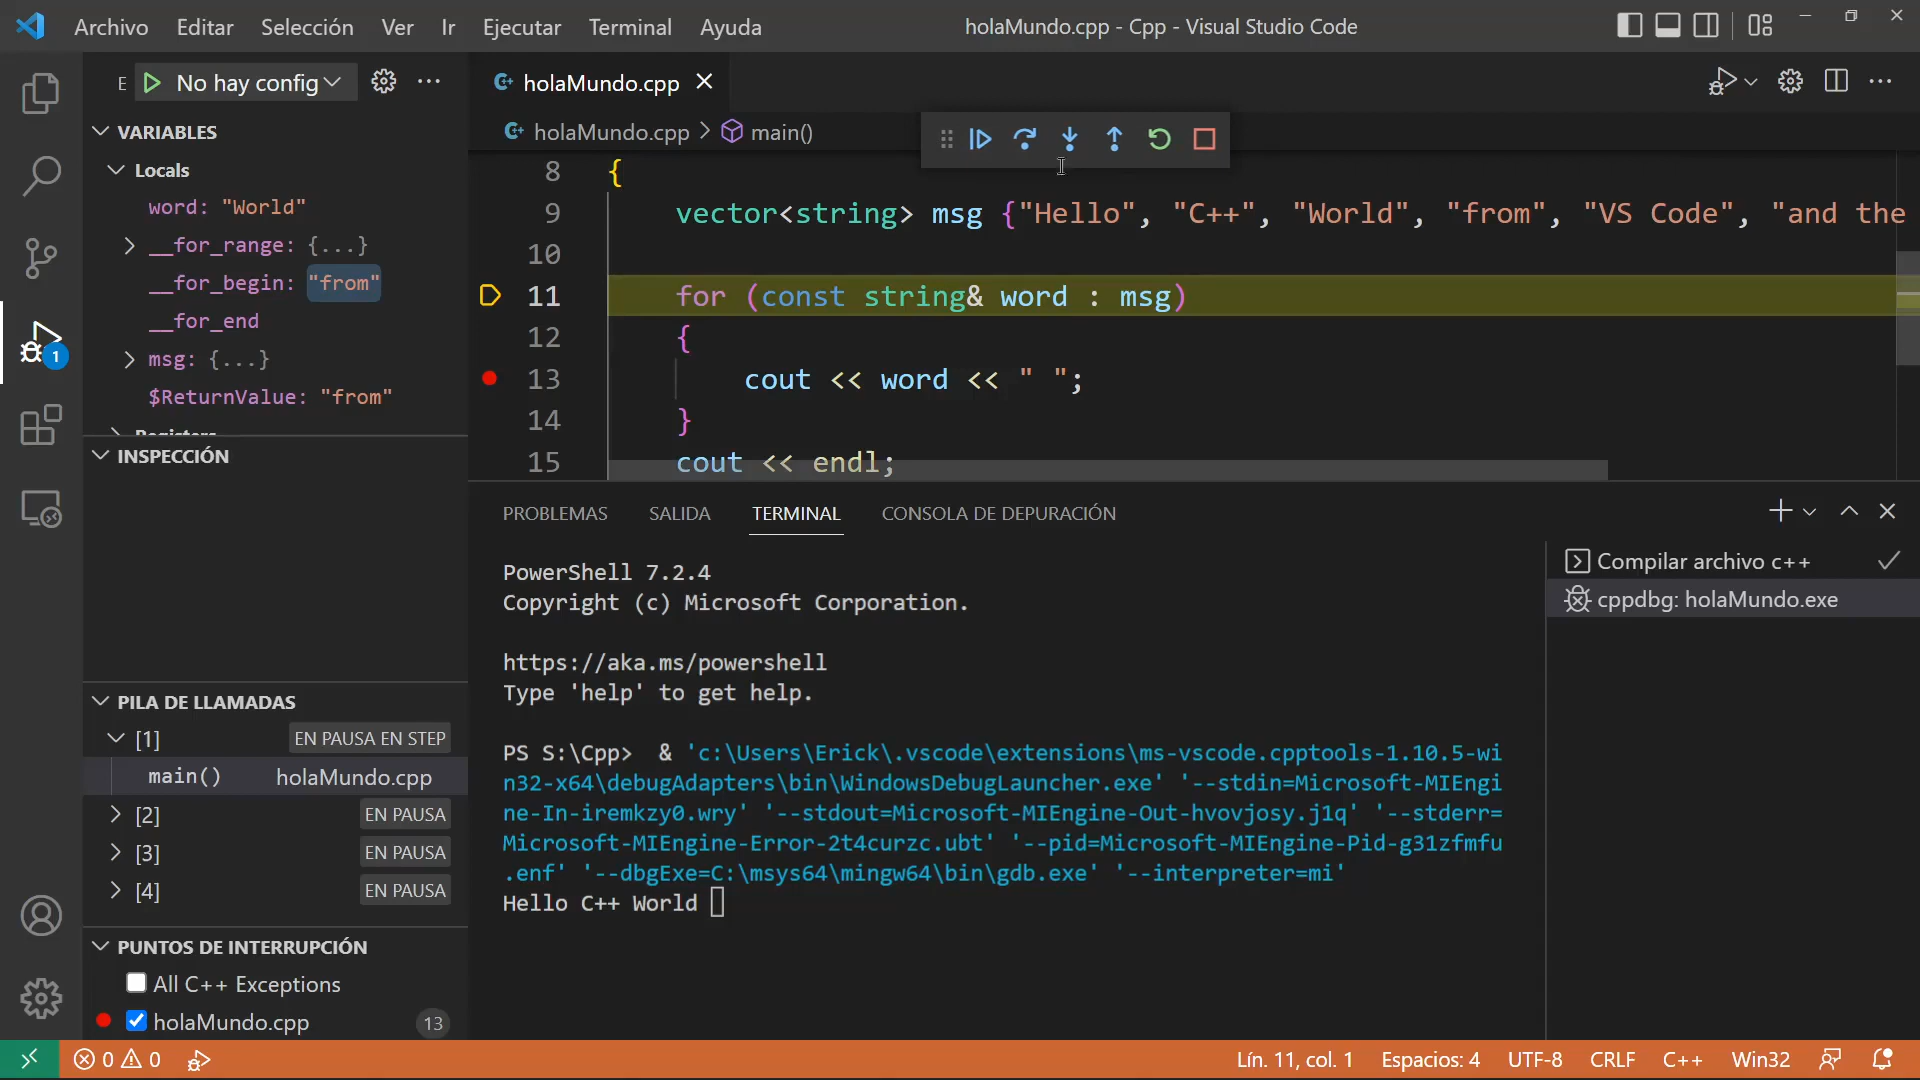 Archivo Editar Selección Ver Ir Ejecutar Terminal Ayuda holaMundo.cpp - Cpp - Visual Studio Code
E No hay config
holaMundo.cpp
VARIABLES
Locals
word: "World"
__for_range: {...}
__for_begin: "from"
__for_end
msg: {...}
$ReturnValue: "from"
Registers
INSPECCIÓN
PILA DE LLAMADAS
[1] EN PAUSA EN STEP
main() holaMundo.cpp
[2] EN PAUSA
[3] EN PAUSA
[4] EN PAUSA
PUNTOS DE INTERRUPCIÓN
All C++ Exceptions
holaMundo.cpp 13
1
holaMundo.cpp > main()
8 {
9 vector<string> msg {"Hello", "C++", "World", "from", "VS Code", "and the
10
11 for (const string& word : msg)
12 {
13 cout << word << " ";
14 }
15 cout << endl;
PROBLEMAS SALIDA TERMINAL CONSOLA DE DEPURACIÓN
PowerShell 7.2.4
Copyright (c) Microsoft Corporation.
https://aka.ms/powershell
Type 'help' to get help.
PS S:\Cpp> & 'c:\Users\Erick\.vscode\extensions\ms-vscode.cpptools-1.10.5-wi
n32-x64\debugAdapters\bin\WindowsDebugLauncher.exe' '--stdin=Microsoft-MIEngi
ne-In-iremkzy0.wry' '--stdout=Microsoft-MIEngine-Out-hvovjosy.j1q' '--stderr=
Microsoft-MIEngine-Error-2t4curzc.ubt' '--pid=Microsoft-MIEngine-Pid-g31zfmfu
.enf' '--dbgExe=C:\msys64\mingw64\bin\gdb.exe' '--interpreter=mi'
Hello C++ World
Compilar archivo c++
cppdbg: holaMundo.exe
0 0 Lín. 11, col. 1 Espacios: 4 UTF-8 CRLF C++ Win32